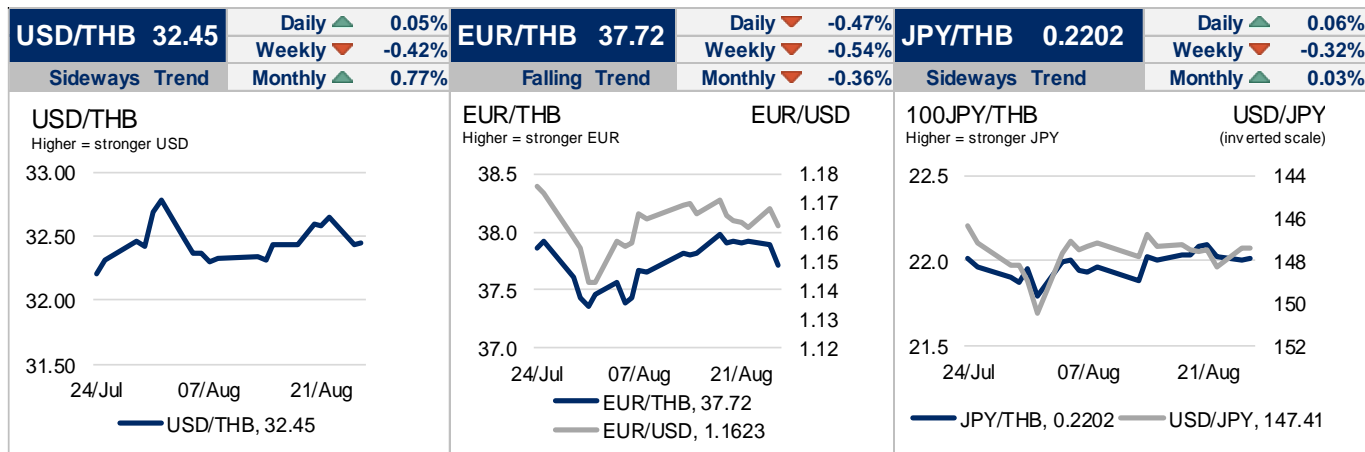 USD/THB 32.45
Daily 0.05%
Weekly -0.42%
Sideways Trend
Monthly 0.77%
USD/THB
Higher = stronger USD
33.00
32.50
32.00
31.50
24/Jul 07/Aug 21/Aug
USD/THB, 32.45
EUR/THB 37.72
Daily -0.47%
Weekly -0.54%
Falling Trend
Monthly -0.36%
EUR/THB EUR/USD
Higher = stronger EUR
38.5
38.0
37.5
37.0
1.18
1.17
1.16
1.15
1.14
1.13
1.12
24/Jul 07/Aug 21/Aug
EUR/THB, 37.72
EUR/USD, 1.1623
JPY/THB 0.2202
Daily 0.06%
Weekly -0.32%
Sideways Trend
Monthly 0.03%
100JPY/THB USD/JPY
Higher = stronger JPY (inverted scale)
22.5
22.0
21.5
144
146
148
150
152
24/Jul 07/Aug 21/Aug
JPY/THB, 0.2202 USD/JPY, 147.41